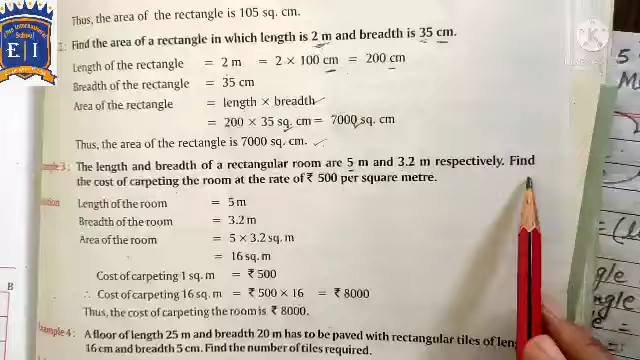 Thus, the area of the rectangle is 105 sq. cm.
Find the area of a rectangle in which length is 2 m and breadth is 35 cm.
Length of the rectangle = 2 m = 2 × 100 cm = 200 cm
Breadth of the rectangle = 35 cm
Area of the rectangle = length × breadth
= 200 × 35 sq. cm = 7000 sq. cm
Thus, the area of the rectangle is 7000 sq. cm.
3 : The length and breadth of a rectangular room are 5 m and 3.2 m respectively. Find
the cost of carpeting the room at the rate of ₹ 500 per square metre.
Length of the room = 5 m
Breadth of the room = 3.2 m
Area of the room = 5 × 3.2 sq. m
= 16 sq. m
Cost of carpeting 1 sq. m = ₹ 500
∴ Cost of carpeting 16 sq. m = ₹ 500 × 16 = ₹ 8000
Thus, the cost of carpeting the room is ₹ 8000.
Example 4 : A floor of length 25 m and breadth 20 m has to be paved with rectangular tiles of
16 cm and breadth 5 cm. Find the number of tiles required.
International
School
E I
B
5